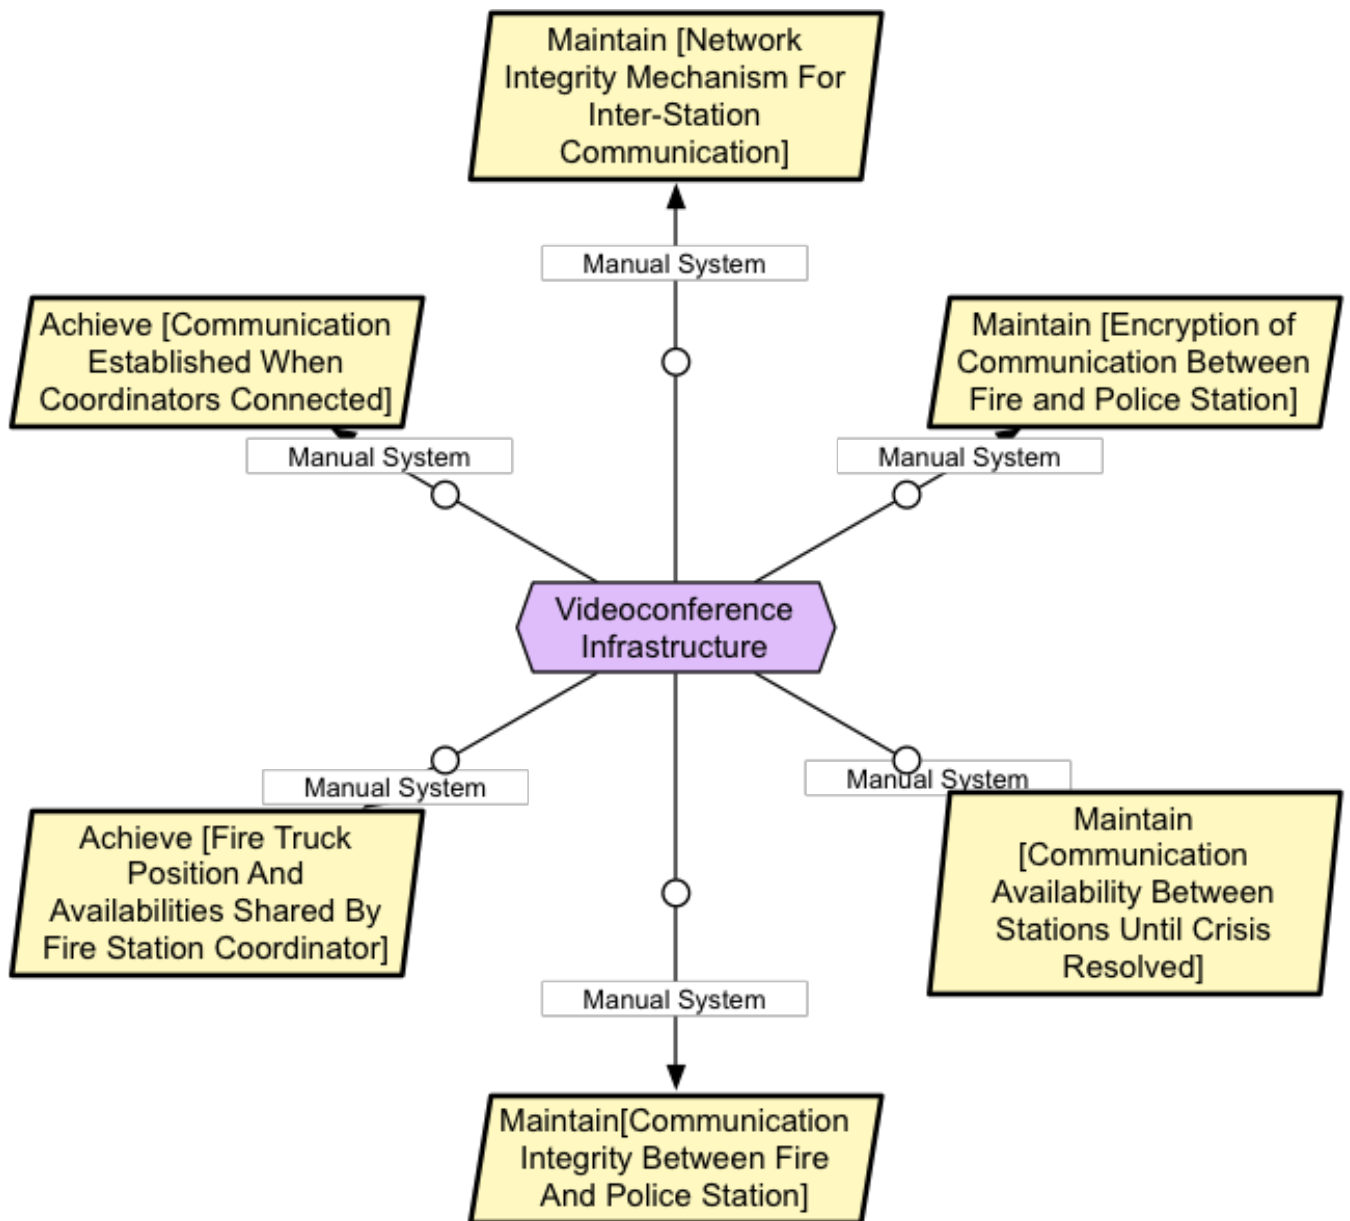 Maintain [Network
Integrity Mechanism For
Inter-Station
Communication]
Manual System
Achieve [Communication
Established When
Coordinators Connected]
Manual System
Maintain [Encryption of
Communication Between
Fire and Police Station]
Manual System
Videoconference
Infrastructure
Manual System
Achieve [Fire Truck
Position And
Availabilities Shared By
Fire Station Coordinator]
Manual System
Maintain
[Communication
Availability Between
Stations Until Crisis
Resolved]
Manual System
Maintain[Communication
Integrity Between Fire
And Police Station]